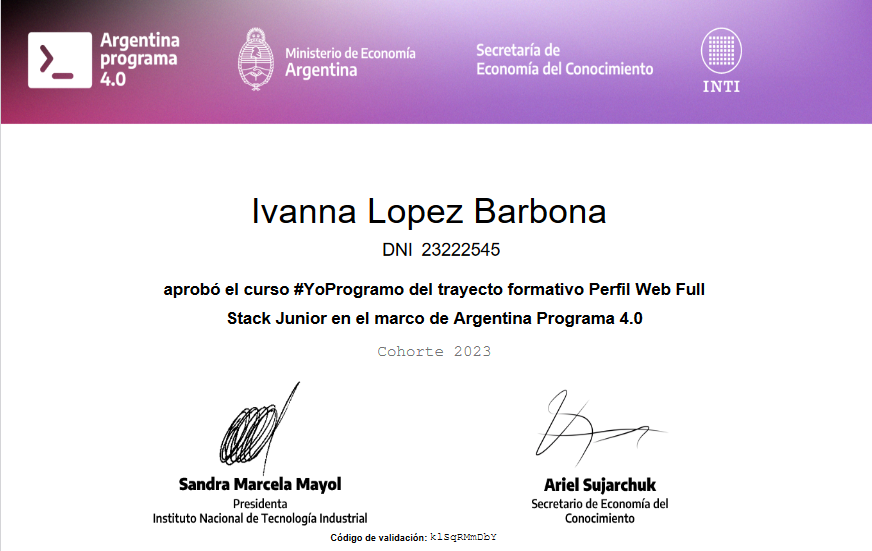 Argentina
programa
4.0
Ministerio de Economía
Argentina
Secretaría de
Economía del Conocimiento
INTI
Ivanna Lopez Barbona
DNI 23222545
aprobó el curso #YoProgramo del trayecto formativo Perfil Web Full
Stack Junior en el marco de Argentina Programa 4.0
Cohorte 2023
Sandra Marcela Mayol
Presidenta
Instituto Nacional de Tecnología Industrial
Ariel Sujarchuk
Secretario de Economía del
Conocimiento
Código de validación: klSqRMmDbY